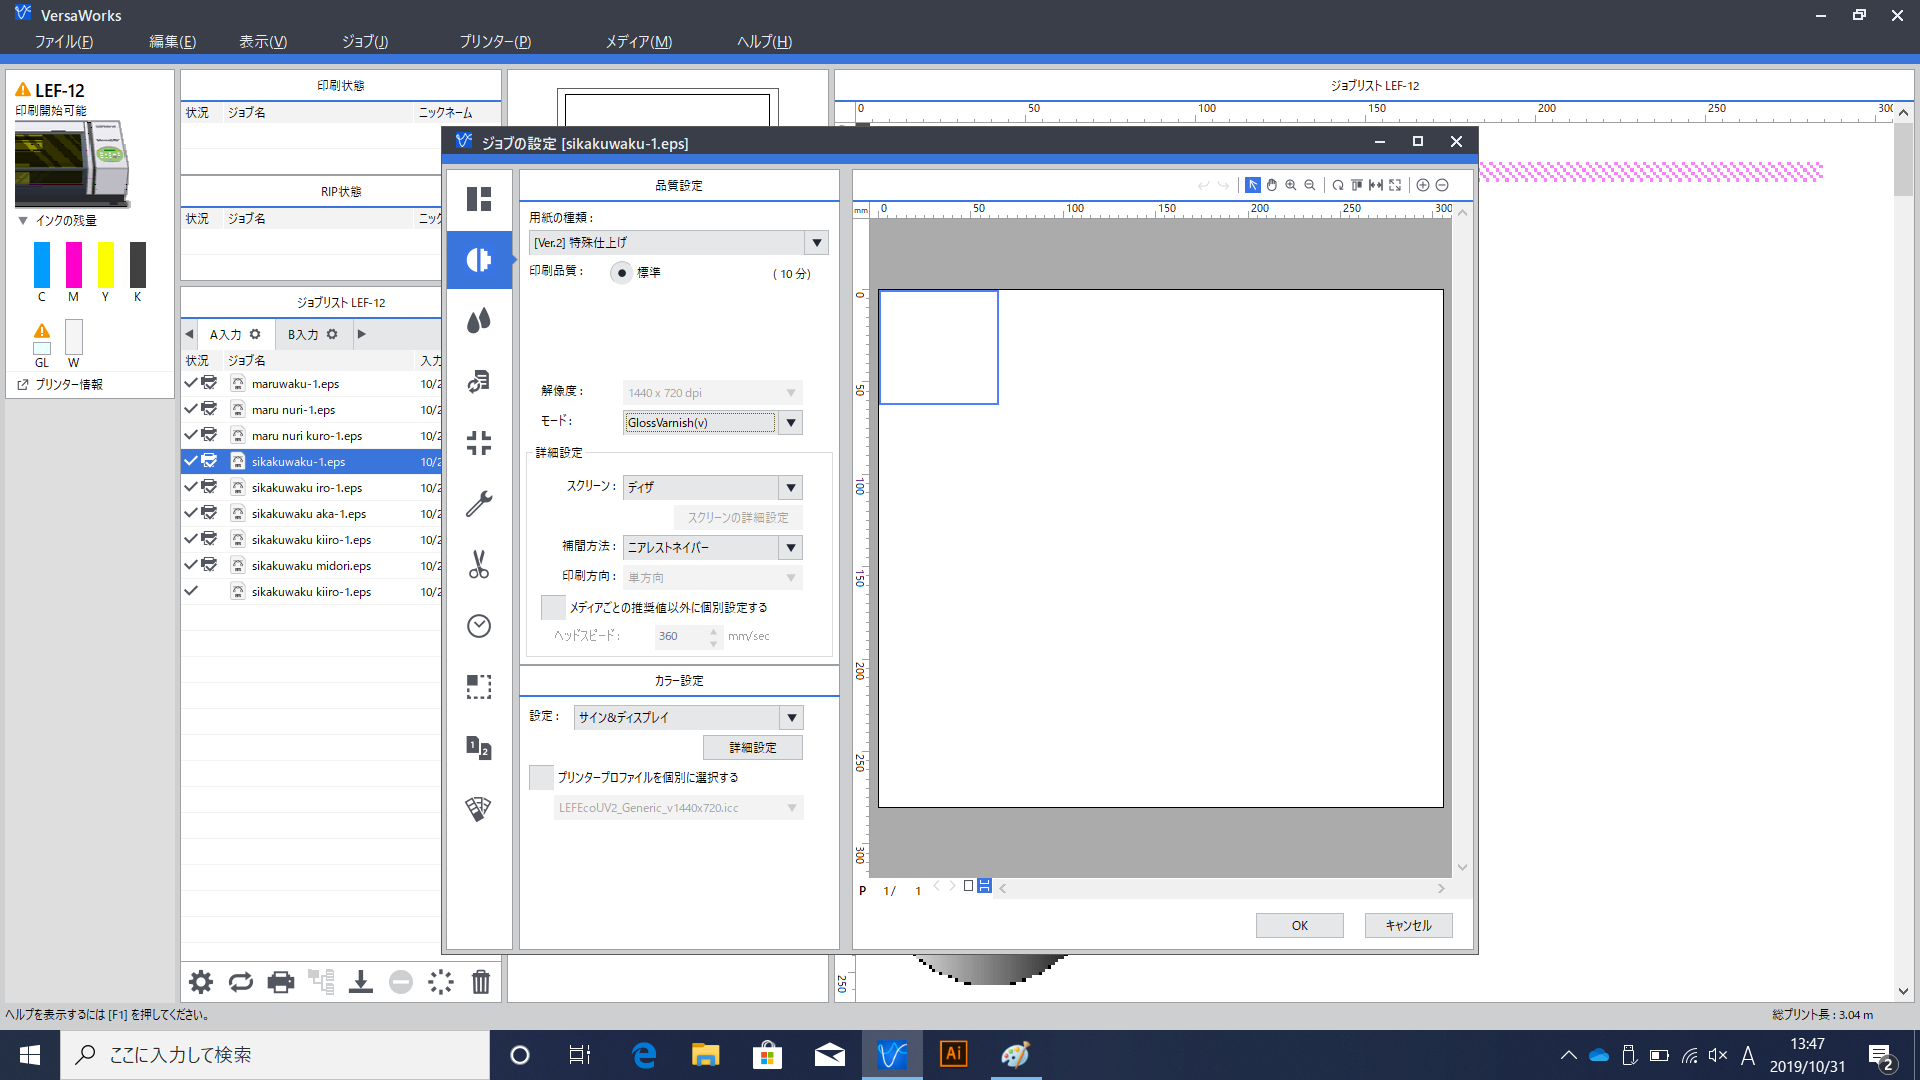 VersaWorks
ファイル(F) 編集(E) 表示(V) ジョブ(J) プリンター(P) メディア(M) ヘルプ(H)
LEF-12
印刷開始可能
インクの残量
C M Y K
GL W
プリンター情報
印刷状態
状況 ジョブ名 ニックネーム
RIP状態
状況 ジョブ名 ニック
ジョブリスト LEF-12
A入力 B入力
状況 ジョブ名 入力
maruwaku-1.eps 10/2
maru nuri-1.eps 10/2
maru nuri kuro-1.eps 10/2
sikakuwaku-1.eps 10/2
sikakuwaku iro-1.eps 10/2
sikakuwaku aka-1.eps 10/2
sikakuwaku kiiro-1.eps 10/2
sikakuwaku midori.eps 10/2
sikakuwaku kiiro-1.eps 10/2
ジョブリスト LEF-12
0 50 100 150 200 250 300
250
ジョブの設定 [sikakuwaku-1.eps]
品質設定
用紙の種類 :
[Ver.2] 特殊仕上げ
印刷品質 : 標準 ( 10 分)
解像度 : 1440 x 720 dpi
モード : GlossVarnish(v)
詳細設定
スクリーン : ディザ
スクリーンの詳細設定
補間方法 : ニアレストネイバー
印刷方向 : 単方向
メディアごとの推奨値以外に個別設定する
ヘッドスピード : 360 mm/sec
カラー設定
設定 : サイン&ディスプレイ
詳細設定
プリンタープロファイルを個別に選択する
LEFEcoUV2_Generic_v1440x720.icc
1 2
mm 0 50 100 150 200 250 300
0
50
100
150
200
250
300
P 1/ 1
OK キャンセル
ヘルプを表示するには [F1] を押してください。
総プリント長 : 3.04 m
ここに入力して検索
Ai
A
13:47
2019/10/31
2